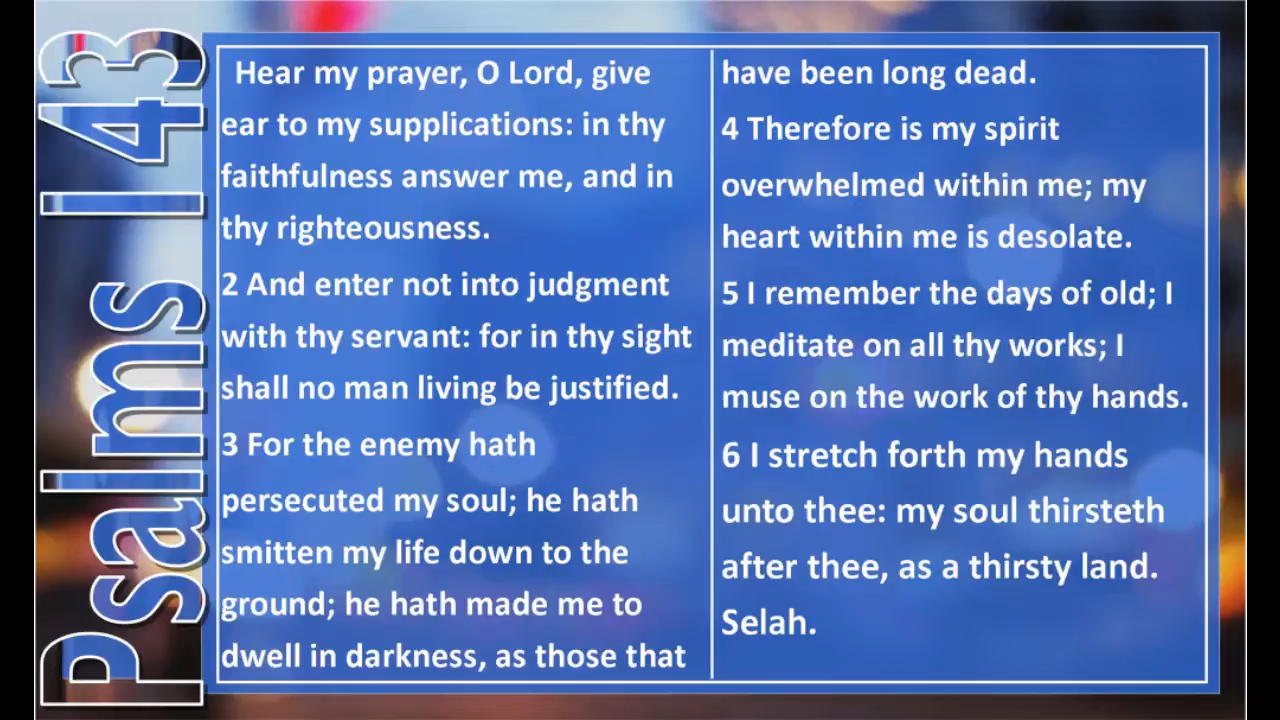 Psalms 143
Hear my prayer, O Lord, give
ear to my supplications: in thy
faithfulness answer me, and in
thy righteousness.
2 And enter not into judgment
with thy servant: for in thy sight
shall no man living be justified.
3 For the enemy hath
persecuted my soul; he hath
smitten my life down to the
ground; he hath made me to
dwell in darkness, as those that
have been long dead.
4 Therefore is my spirit
overwhelmed within me; my
heart within me is desolate.
5 I remember the days of old; I
meditate on all thy works; I
muse on the work of thy hands.
6 I stretch forth my hands
unto thee: my soul thirsteth
after thee, as a thirsty land.
Selah.